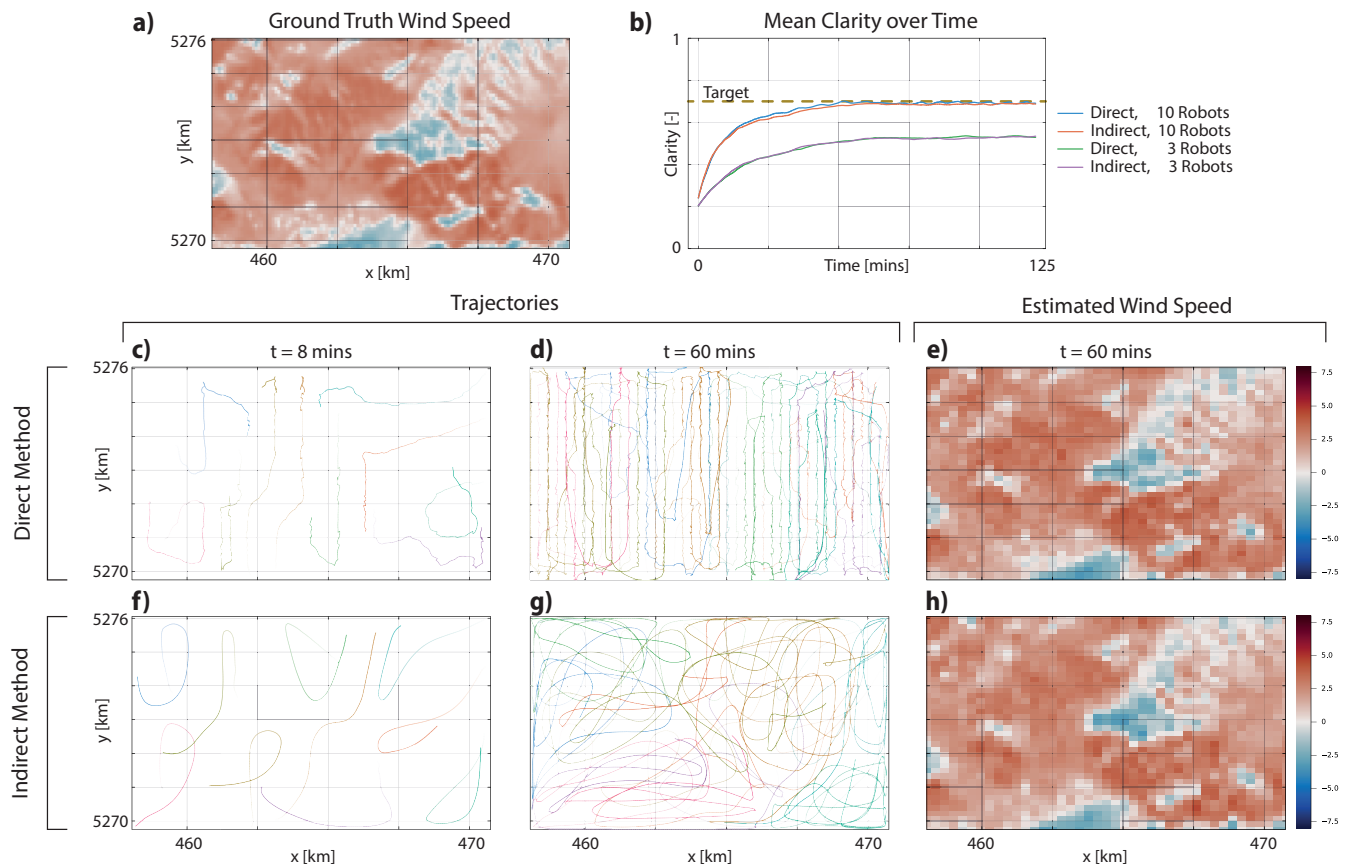 a) Ground Truth Wind Speed
5276
y [km]
5270
460
470
x [km]
b) Mean Clarity over Time
1
Target
Clarity [-]
0
0
Time [mins]
125
Direct, 10 Robots
Indirect, 10 Robots
Direct, 3 Robots
Indirect, 3 Robots
Trajectories
Estimated Wind Speed
Direct Method
c) t = 8 mins
5276
y [km]
5270
d) t = 60 mins
e) t = 60 mins
460
470
7.5
5.0
2.5
0
−2.5
−5.0
−7.5
Indirect Method
f)
5276
y [km]
5270
460
470
x [km]
g)
460
470
x [km]
h)
460
470
x [km]
7.5
5.0
2.5
0
−2.5
−5.0
−7.5